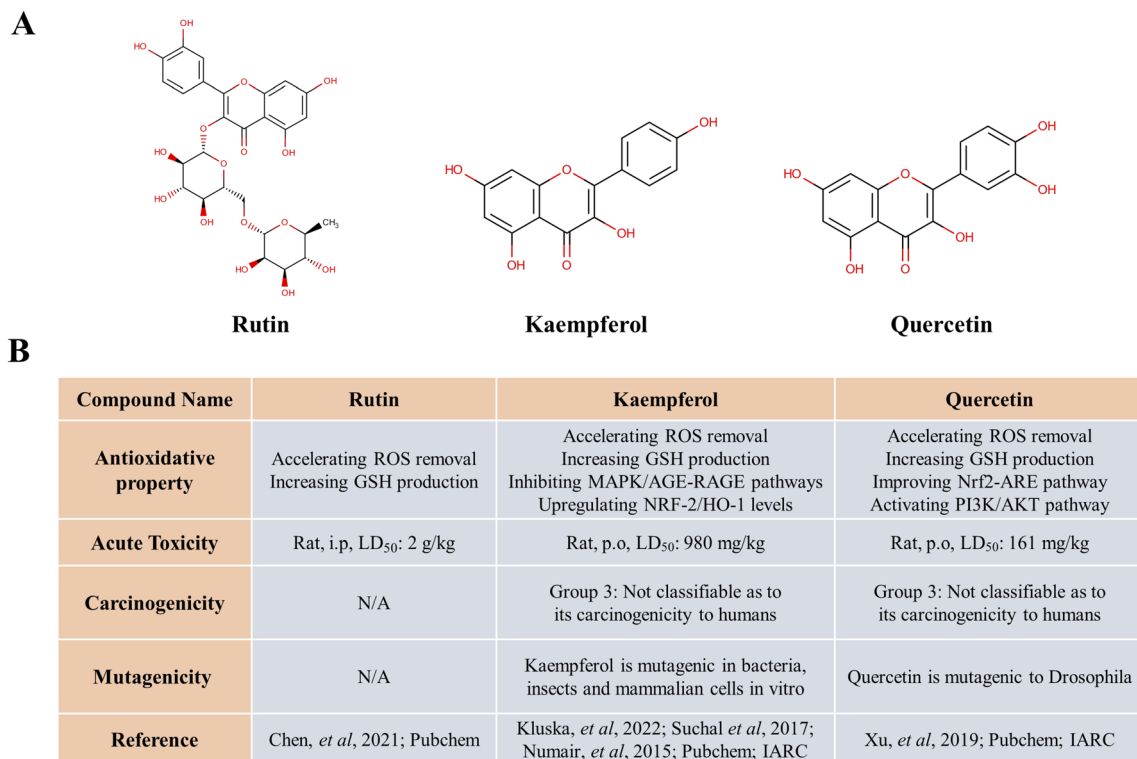 A
OH
HO
O
OH
O
O
OH
HO
O
HO
OH
O
O
CH3
HO
OH
OH
OH
HO
O
OH
OH
O
OH
HO
O
OH
OH
OH
O
Rutin
Kaempferol
Quercetin
B
Compound Name
Rutin
Kaempferol
Quercetin
Antioxidative
property
Accelerating ROS removal
Increasing GSH production
Accelerating ROS removal
Increasing GSH production
Inhibiting MAPK/AGE-RAGE pathways
Upregulating NRF-2/HO-1 levels
Accelerating ROS removal
Increasing GSH production
Improving Nrf2-ARE pathway
Activating PI3K/AKT pathway
Acute Toxicity
Rat, i.p, LD50: 2 g/kg
Rat, p.o, LD50: 980 mg/kg
Rat, p.o, LD50: 161 mg/kg
Carcinogenicity
N/A
Group 3: Not classifiable as to
its carcinogenicity to humans
Group 3: Not classifiable as to
its carcinogenicity to humans
Mutagenicity
N/A
Kaempferol is mutagenic in bacteria,
insects and mammalian cells in vitro
Quercetin is mutagenic to Drosophila
Reference
Chen, et al, 2021; Pubchem
Kluska, et al, 2022; Suchal et al, 2017;
Numair, et al, 2015; Pubchem; IARC
Xu, et al, 2019; Pubchem; IARC